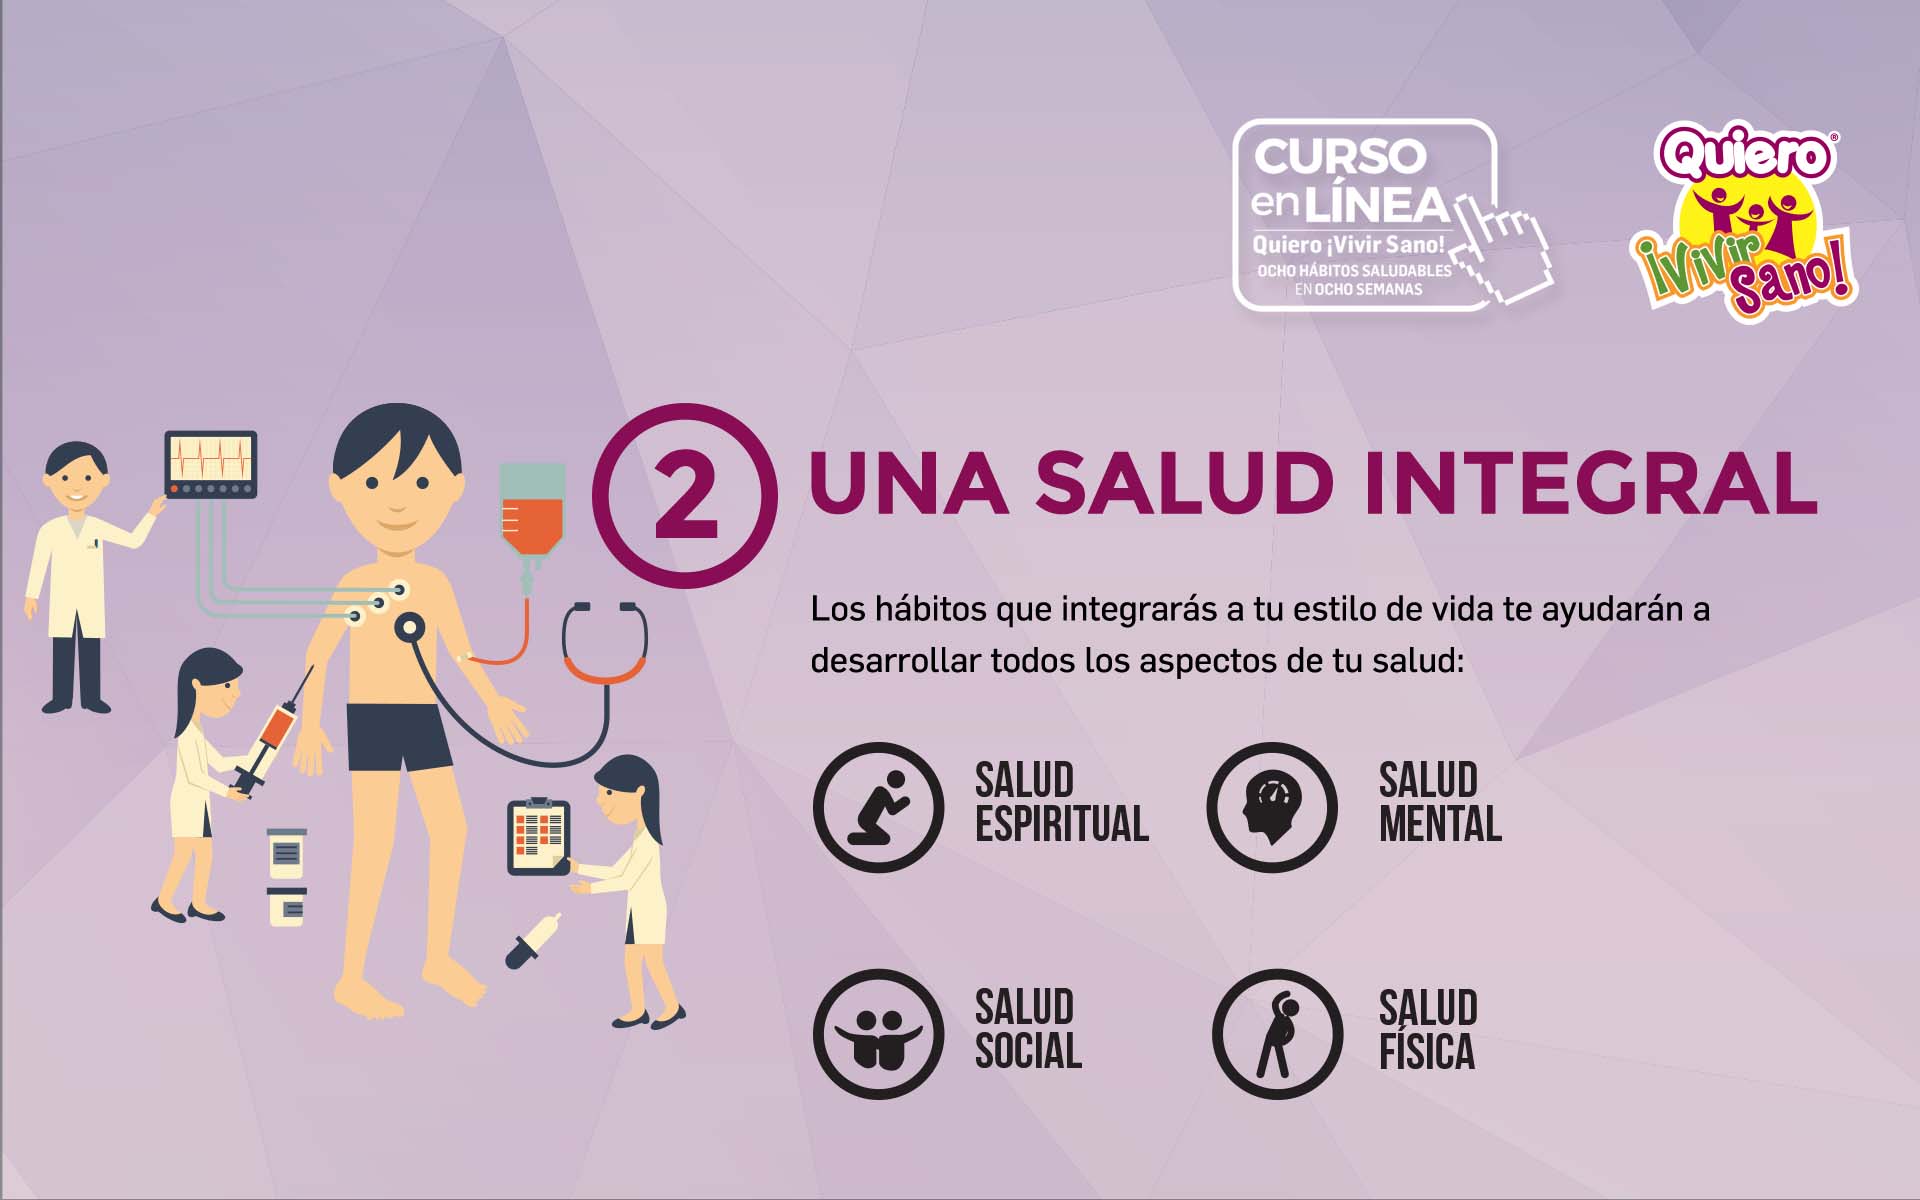 CURSO
en LÍNEA
Quiero ¡Vivir Sano!
OCHO HÁBITOS SALUDABLES
EN OCHO SEMANAS
Quiero®
¡Vivir
Sano!
2
UNA SALUD INTEGRAL
Los hábitos que integrarás a tu estilo de vida te ayudarán a
desarrollar todos los aspectos de tu salud:
SALUD
ESPIRITUAL
SALUD
MENTAL
SALUD
SOCIAL
SALUD
FÍSICA